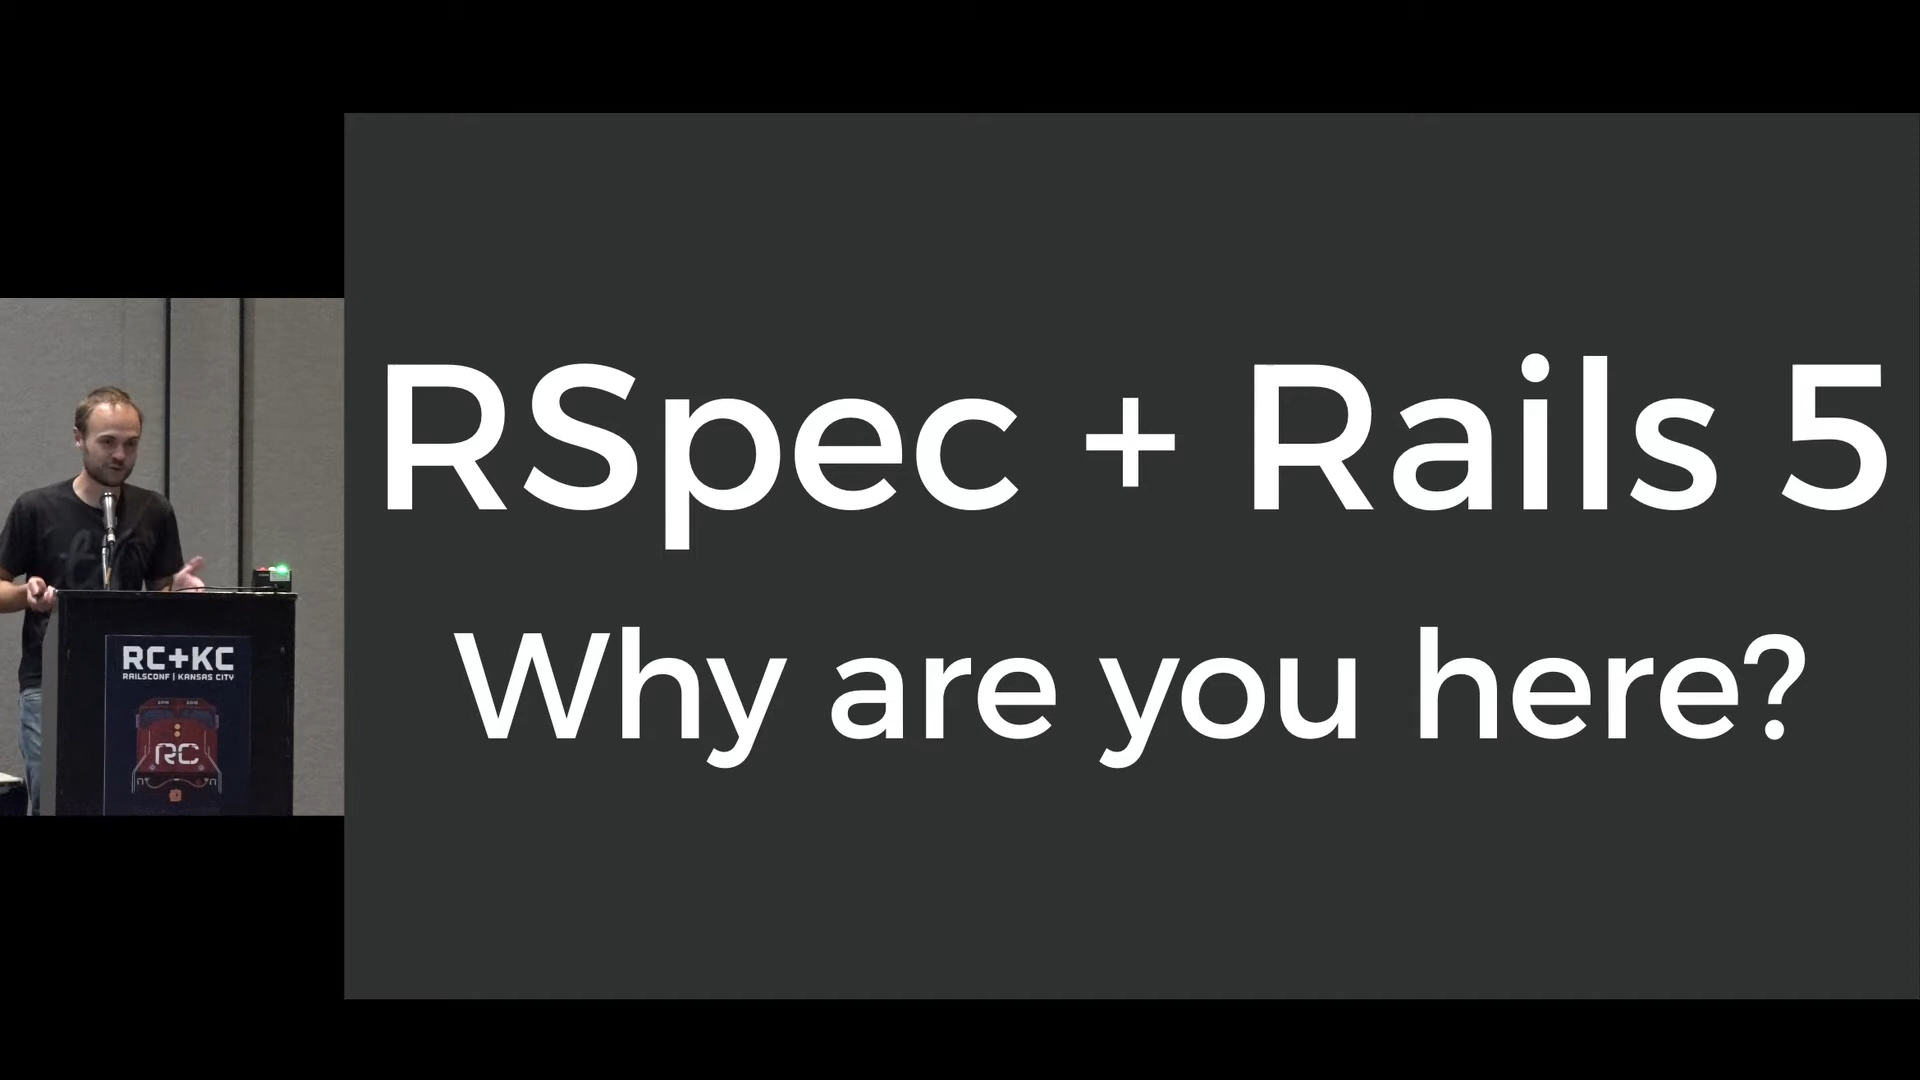 RSpec + Rails 5
Why are you here?
RC+KC
RAILSCONF | KANSAS CITY
RC